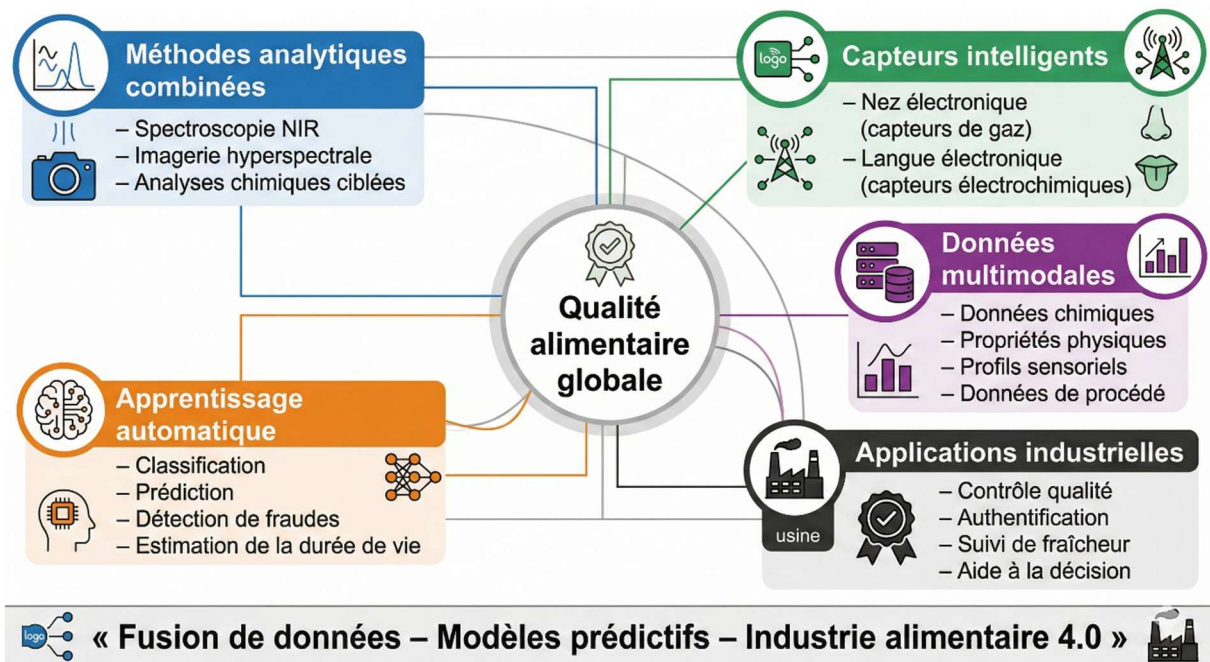 Méthodes analytiques
combinées
– Spectroscopie NIR
– Imagerie hyperspectrale
– Analyses chimiques ciblées
logo
Capteurs intelligents
– Nez électronique
(capteurs de gaz)
– Langue électronique
(capteurs électrochimiques)
Qualité
alimentaire
globale
Données
multimodales
– Données chimiques
– Propriétés physiques
– Profils sensoriels
– Données de procédé
Apprentissage
automatique
– Classification
– Prédiction
– Détection de fraudes
– Estimation de la durée de vie
Applications industrielles
usine
– Contrôle qualité
– Authentification
– Suivi de fraîcheur
– Aide à la décision
logo
« Fusion de données – Modèles prédictifs – Industrie alimentaire 4.0 »